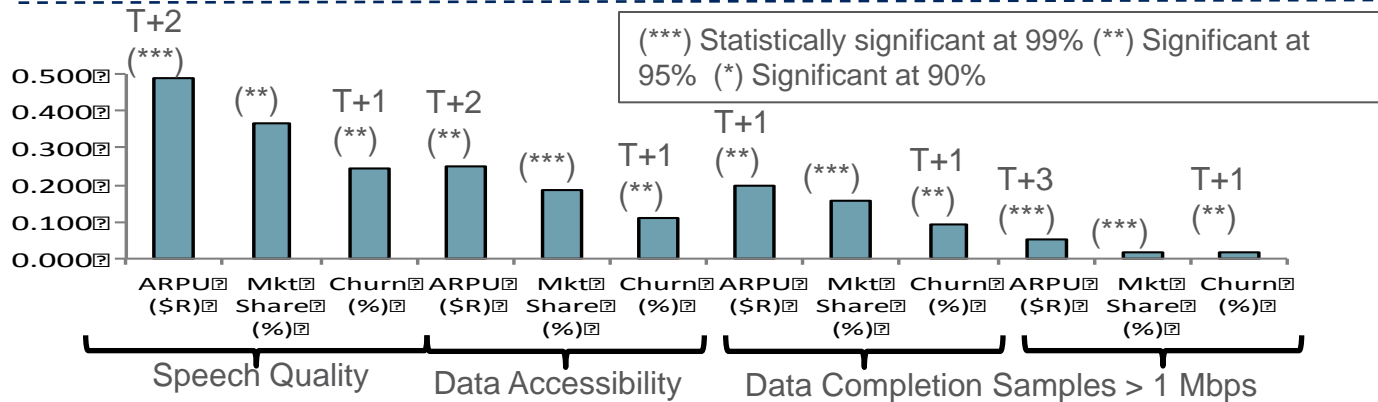 T+2
(***)
(***) Statistically significant at 99% (**) Significant at
95%  (*) Significant at 90%
(**)
T+1
(**)
T+2
(**)
(***)
T+1
(**)
T+1
(**)
(***)
T+1
(**)
T+3
(***)
(***)
T+1
(**)
0.500⍰
0.400⍰
0.300⍰
0.200⍰
0.100⍰
0.000⍰
ARPU⍰ Mkt⍰ Churn⍰ ARPU⍰ Mkt⍰ Churn⍰ ARPU⍰ Mkt⍰ Churn⍰ ARPU⍰ Mkt⍰ Churn⍰
($R)⍰ Share⍰ (%)⍰ ($R)⍰ Share⍰ (%)⍰ ($R)⍰ Share⍰ (%)⍰ ($R)⍰ Share⍰ (%)⍰
(%)⍰ (%)⍰ (%)⍰ (%)⍰
Speech Quality Data Accessibility Data Completion Samples > 1 Mbps